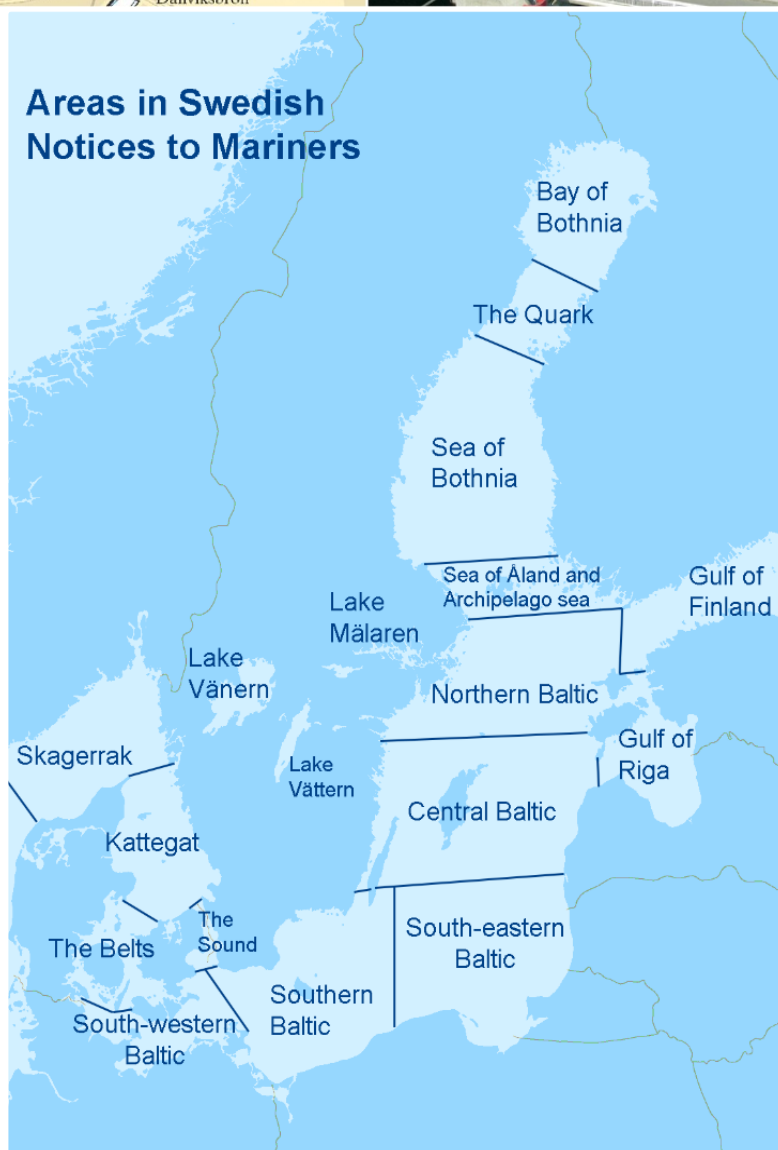 Danviksbron
Areas in Swedish
Notices to Mariners
Bay of
Bothnia
The Quark
Sea of
Bothnia
Sea of Åland and
Archipelago sea
Gulf of
Finland
Lake
Mälaren
Lake
Vänern
Northern Baltic
Skagerrak
Lake
Vättern
Gulf of
Riga
Central Baltic
Kattegat
The
Sound
The Belts
South-eastern
Baltic
Southern
Baltic
South-western
Baltic